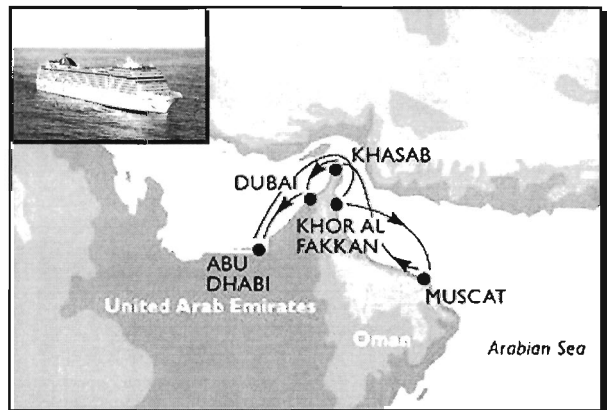 KHASAB
DUBAI
KHOR AL
FAKKAN
ABU
DHABI
MUSCAT
United Arab Emirates
Oman
Arabian Sea